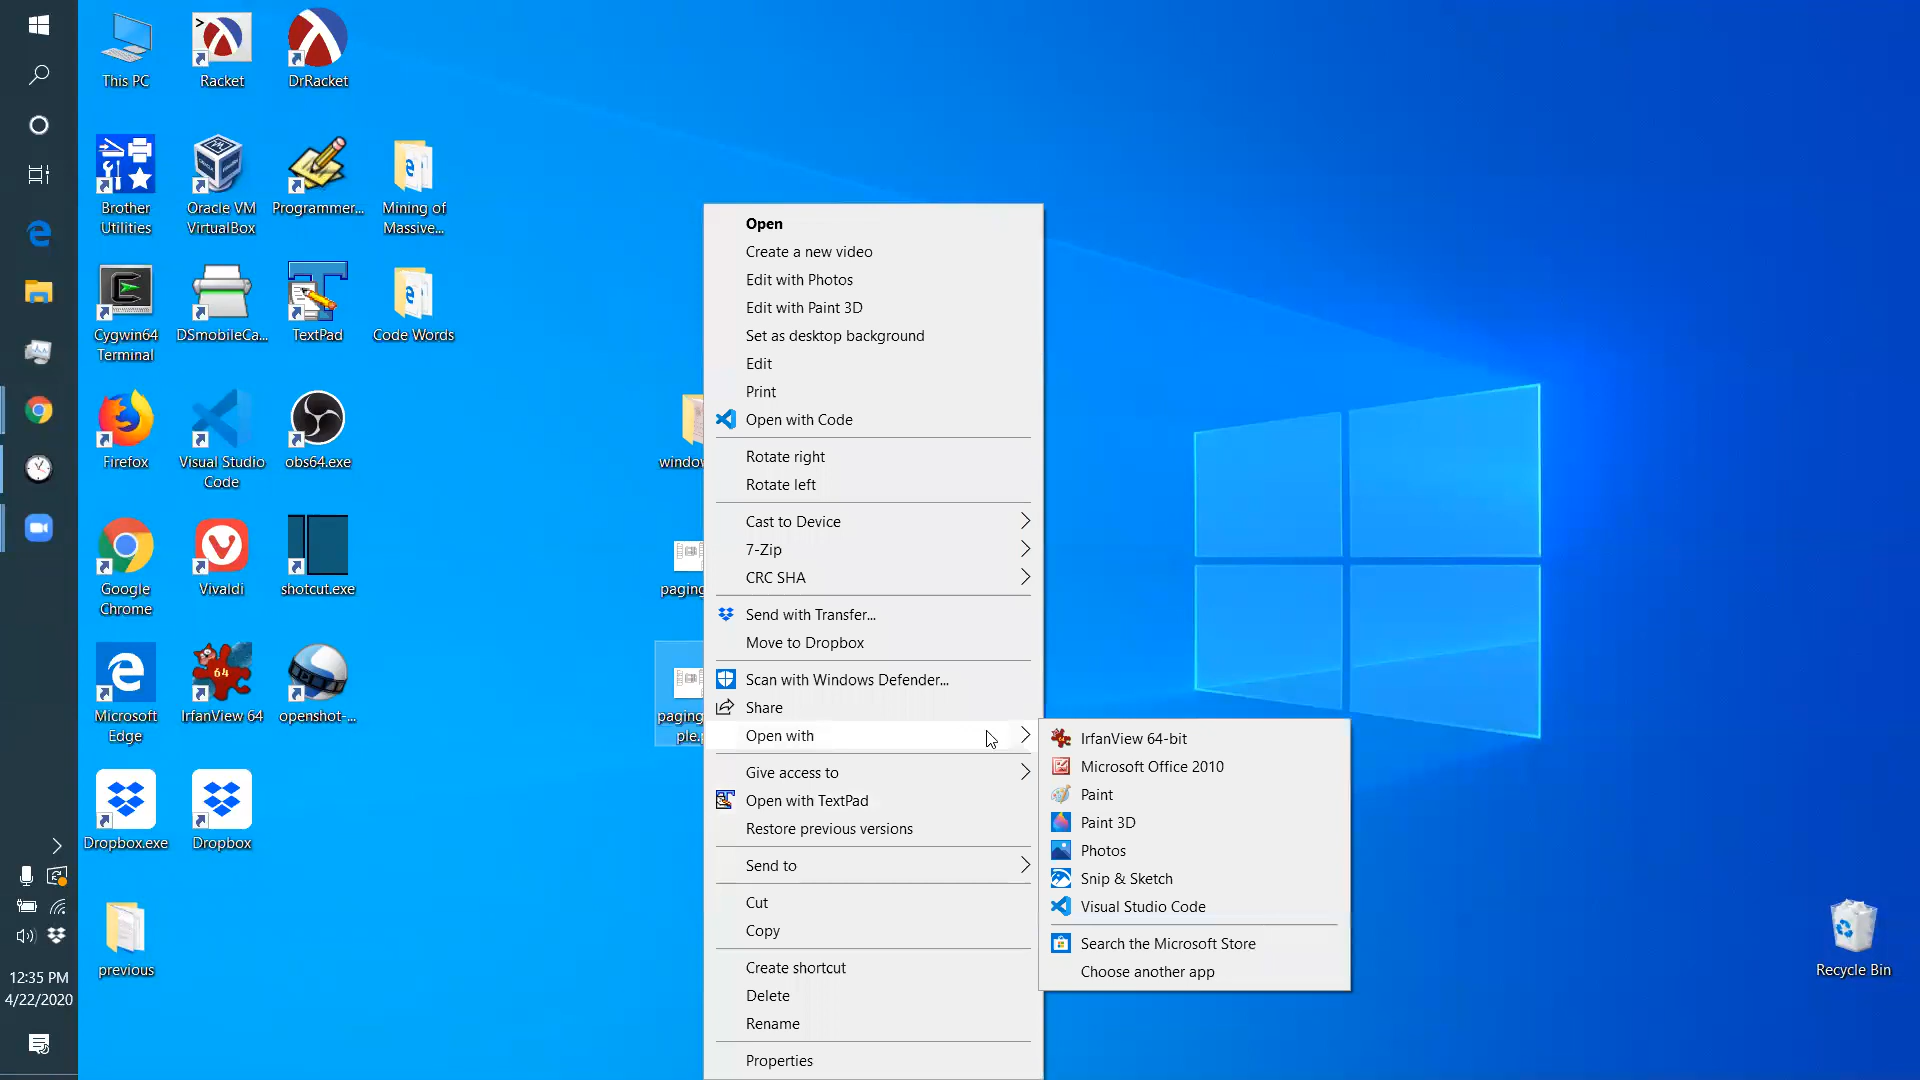 This PC
Racket
DrRacket
Brother
Utilities
Oracle VM
VirtualBox
Programmer...
Mining of
Massive...
Cygwin64
Terminal
DSmobileCa...
TextPad
Code Words
Firefox
Visual Studio
Code
obs64.exe
Google
Chrome
Vivaldi
shotcut.exe
Microsoft
Edge
IrfanView 64
openshot-...
Dropbox.exe
Dropbox
previous
12:35 PM
4/22/2020
window
paging
paging
ple.p
Open
Create a new video
Edit with Photos
Edit with Paint 3D
Set as desktop background
Edit
Print
Open with Code
Rotate right
Rotate left
Cast to Device
7-Zip
CRC SHA
Send with Transfer...
Move to Dropbox
Scan with Windows Defender...
Share
Open with
Give access to
Open with TextPad
Restore previous versions
Send to
Cut
Copy
Create shortcut
Delete
Rename
Properties
IrfanView 64-bit
Microsoft Office 2010
Paint
Paint 3D
Photos
Snip & Sketch
Visual Studio Code
Search the Microsoft Store
Choose another app
Recycle Bin